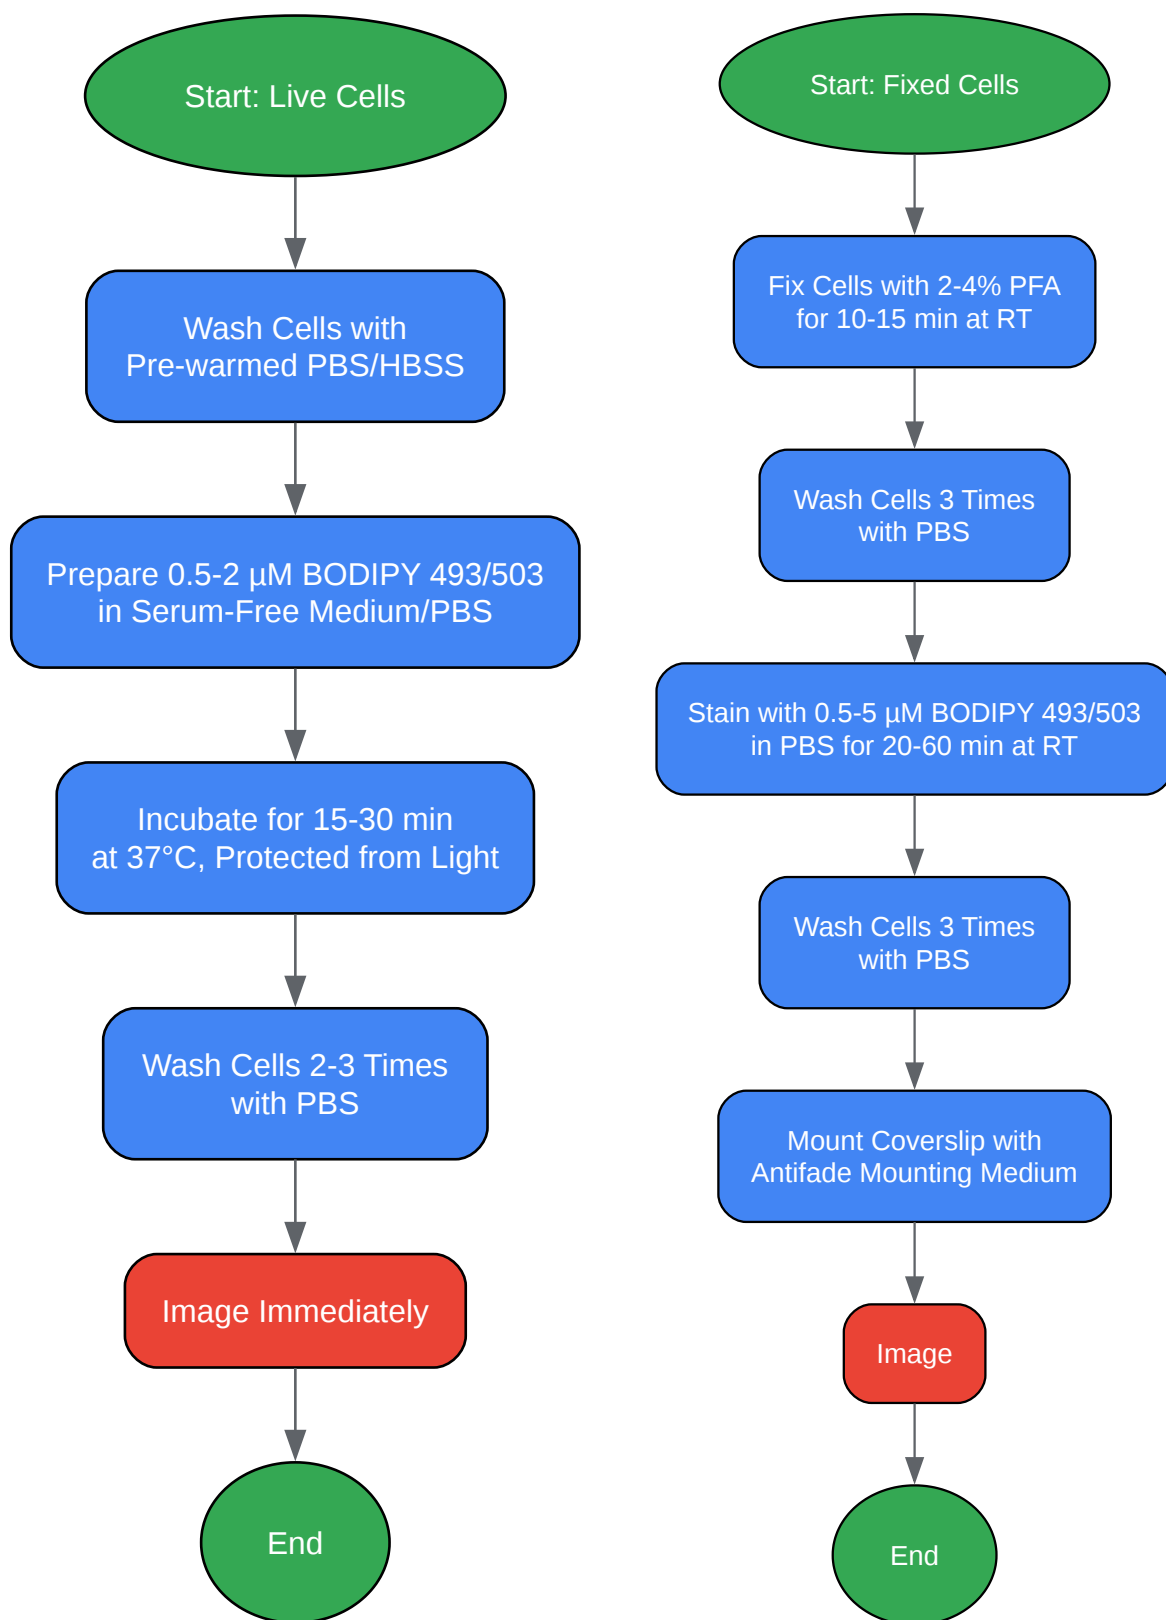 Start: Live Cells
Wash Cells with
Pre-warmed PBS/HBSS
Prepare 0.5-2 µM BODIPY 493/503
in Serum-Free Medium/PBS
Incubate for 15-30 min
at 37°C, Protected from Light
Wash Cells 2-3 Times
with PBS
Image Immediately
End
Start: Fixed Cells
Fix Cells with 2-4% PFA
for 10-15 min at RT
Wash Cells 3 Times
with PBS
Stain with 0.5-5 µM BODIPY 493/503
in PBS for 20-60 min at RT
Wash Cells 3 Times
with PBS
Mount Coverslip with
Antifade Mounting Medium
Image
End